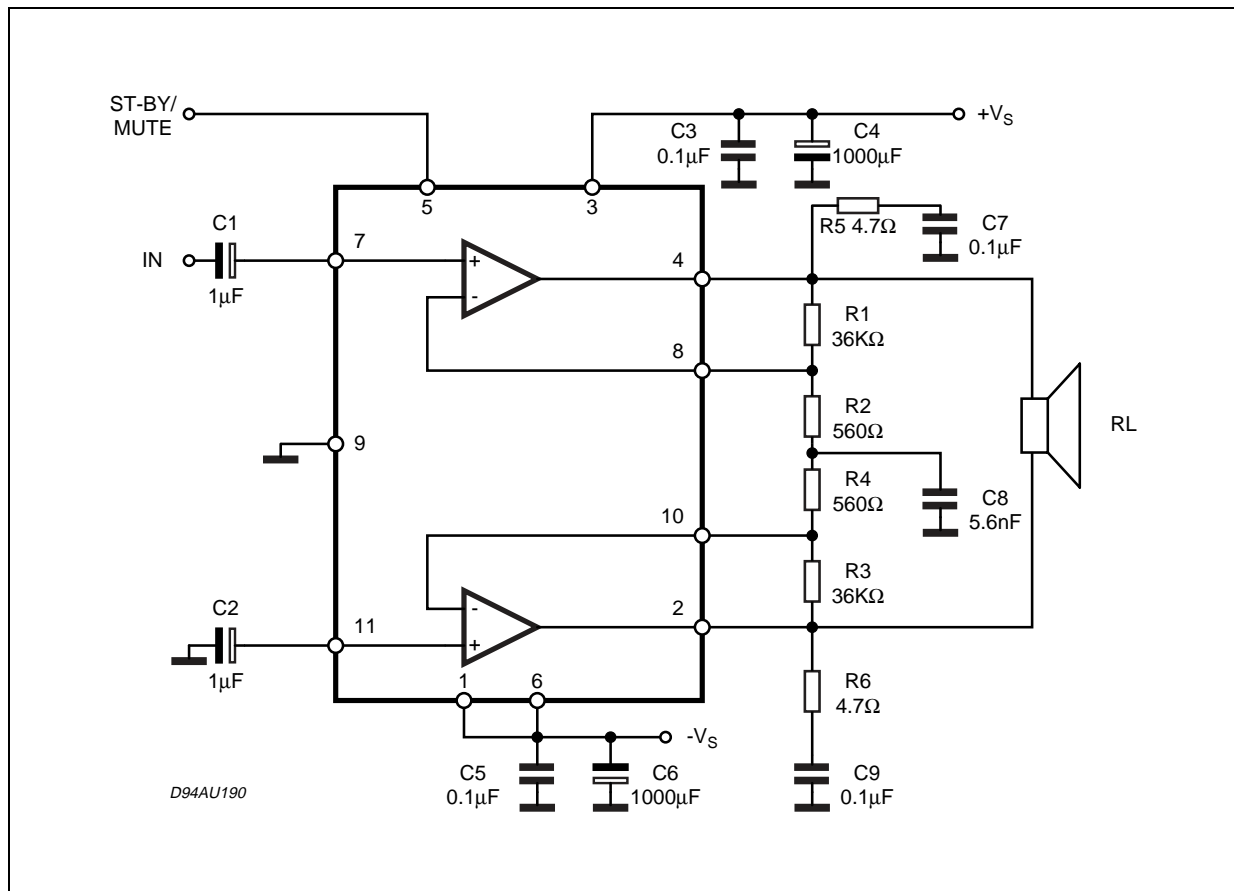 ST-BY/
MUTE
C3
0.1µF
C4
1000µF
+VS
5
3
C1
1µF
IN
7
+
-
4
R5 4.7Ω
C7
0.1µF
R1
36KΩ
8
R2
560Ω
RL
9
R4
560Ω
C8
5.6nF
10
R3
36KΩ
C2
1µF
11
-
+
2
1
6
R6
4.7Ω
-VS
C5
0.1µF
C6
1000µF
C9
0.1µF
D94AU190